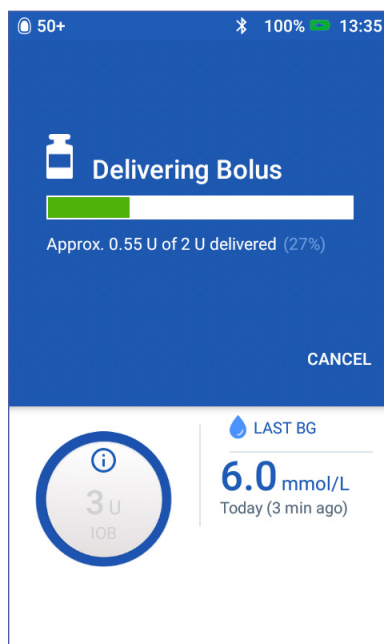 50+ 100% 13:35
Delivering Bolus
Approx. 0.55 U of 2 U delivered (27%)
CANCEL
LAST BG
6.0 mmol/L
Today (3 min ago)
3 U
IOB